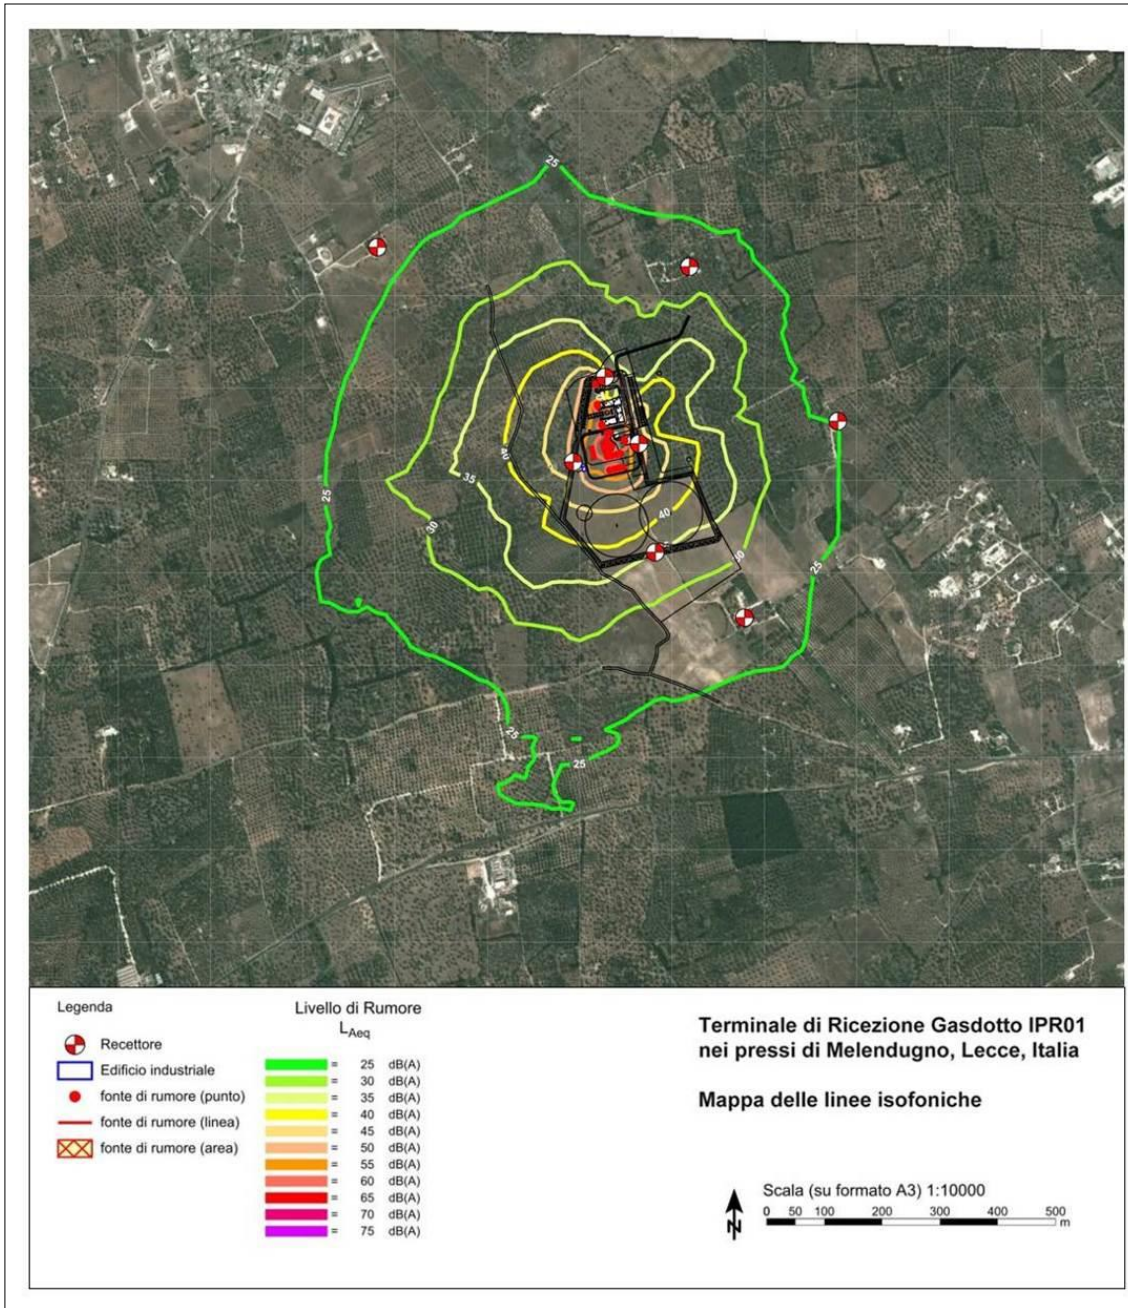 25
25
40
35
30
40
30
25
25
25
Legenda
Recettore
Edificio industriale
fonte di rumore (punto)
fonte di rumore (linea)
fonte di rumore (area)
Livello di Rumore
LAeq
= 25 dB(A)
= 30 dB(A)
= 35 dB(A)
= 40 dB(A)
= 45 dB(A)
= 50 dB(A)
= 55 dB(A)
= 60 dB(A)
= 65 dB(A)
= 70 dB(A)
= 75 dB(A)
Terminale di Ricezione Gasdotto IPR01
nei pressi di Melendugno, Lecce, Italia
Mappa delle linee isofoniche
N
Scala (su formato A3) 1:10000
0 50 100 200 300 400 500
m